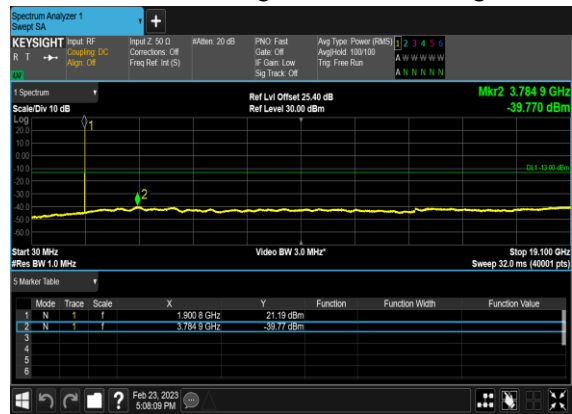 Spectrum Analyzer 1
Swept SA
KEYSIGHT Input: RF Input Z: 50 Ω #Atten: 20 dB PNO: Fast Avg Type: Power (RMS) 1 2 3 4 5 6
R T Coupling: DC Corrections: Off Gate: Off Avg|Hold: 100/100 A W W W W W
Align: Off Freq Ref: Int (S) IF Gain: Low Trig: Free Run
LW Sig Track: Off A N N N N N
1 Spectrum Ref Lvl Offset 25.40 dB Mkr2 3.784 9 GHz
Scale/Div 10 dB Ref Level 30.00 dBm -39.770 dBm
Log
1
20.0
10.0
0.00
-10.0
DL1 -13.00 dBm
-20.0
-30.0
2
-40.0
-50.0
-60.0
Start 30 MHz Video BW 3.0 MHz* Stop 19.100 GHz
#Res BW 1.0 MHz Sweep 32.0 ms (40001 pts)
5 Marker Table
Mode Trace Scale X Y Function Function Width Function Value
1 N 1 f 1.900 8 GHz 21.19 dBm
2 N 1 f 3.784 9 GHz -39.77 dBm
3
4
5
6
? Feb 23, 2023
5:08:09 PM